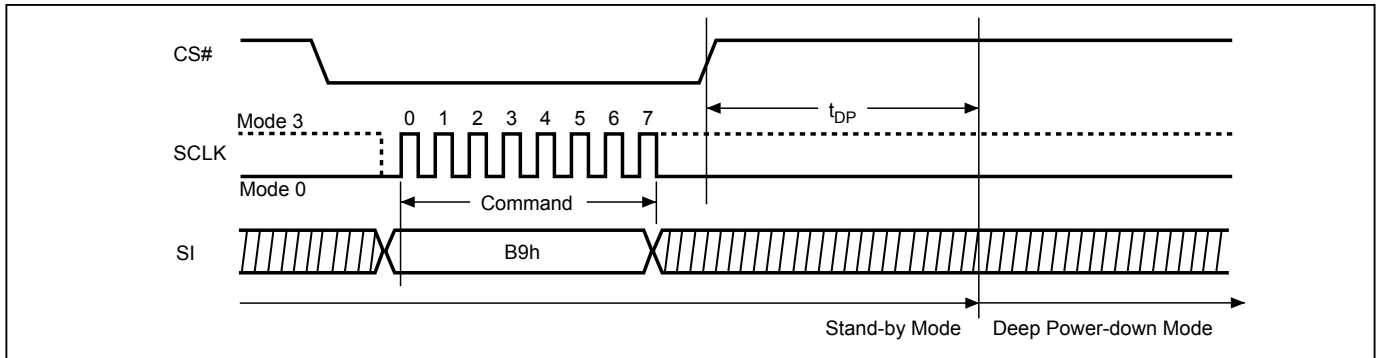 CS#
t_DP
Mode 3
0 1 2 3 4 5 6 7
SCLK
Mode 0
Command
SI
B9h
Stand-by Mode
Deep Power-down Mode